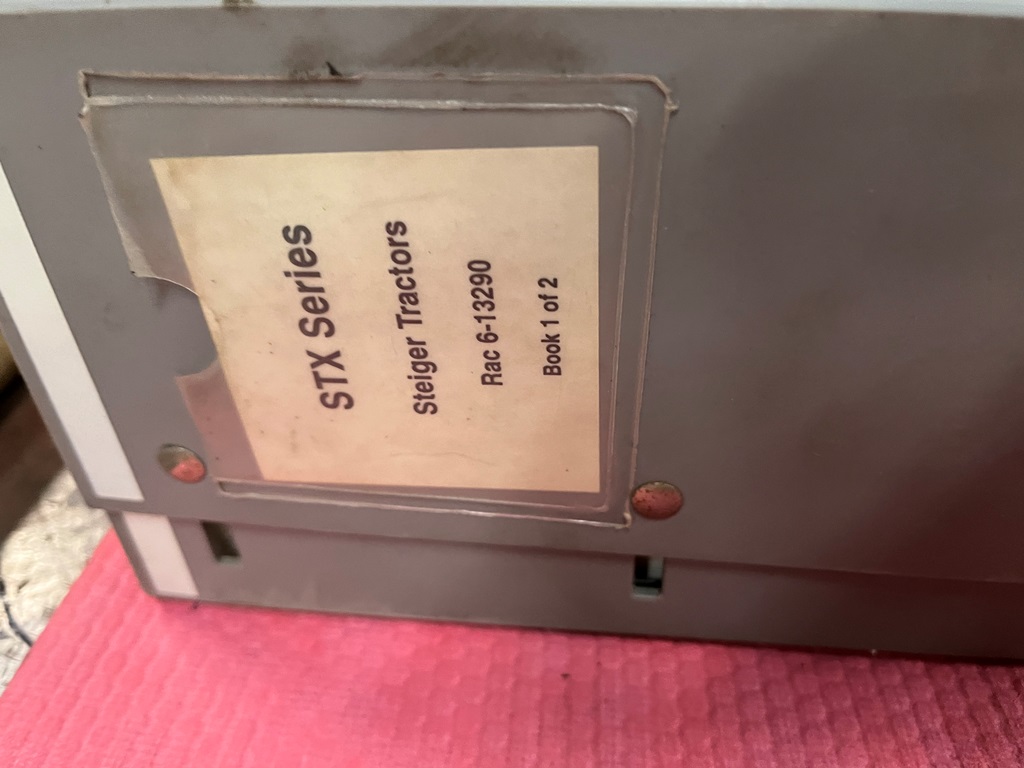 STX Series
Steiger Tractors
Rac 6-13290
Book 1 of 2